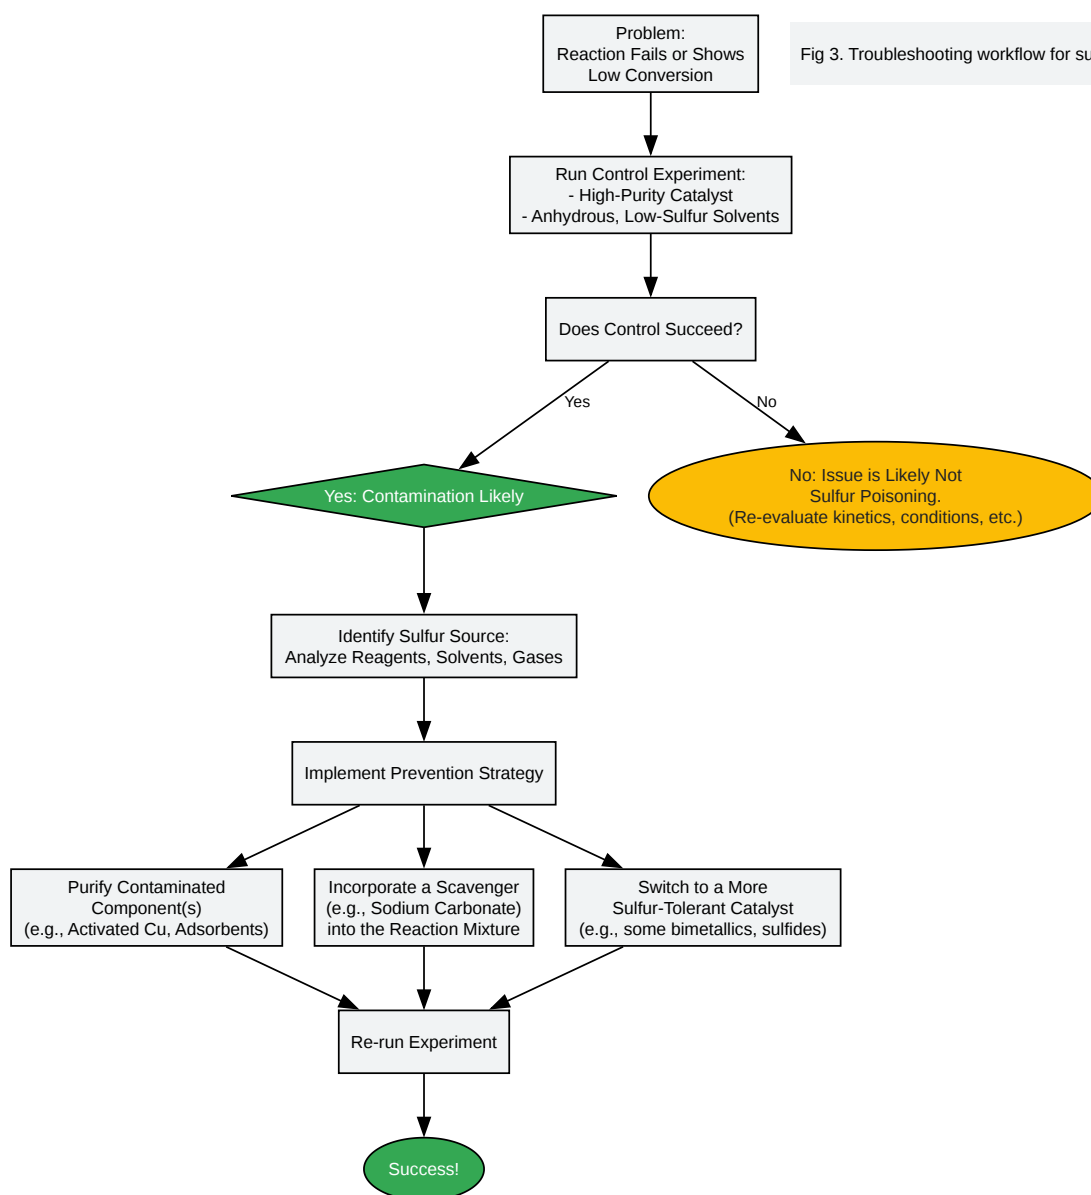 Problem:
Reaction Fails or Shows
Low Conversion
Fig 3. Troubleshooting workflow for
Run Control Experiment:
- High-Purity Catalyst
- Anhydrous, Low-Sulfur Solvents
Does Control Succeed?
Yes
No
Yes: Contamination Likely
No: Issue is Likely Not
Sulfur Poisoning.
(Re-evaluate kinetics, conditions, etc.)
Identify Sulfur Source:
Analyze Reagents, Solvents, Gases
Implement Prevention Strategy
Purify Contaminated
Component(s)
(e.g., Activated Cu, Adsorbents)
Incorporate a Scavenger
(e.g., Sodium Carbonate)
into the Reaction Mixture
Switch to a More
Sulfur-Tolerant Catalyst
(e.g., some bimetallics, sulfides)
Re-run Experiment
Success!